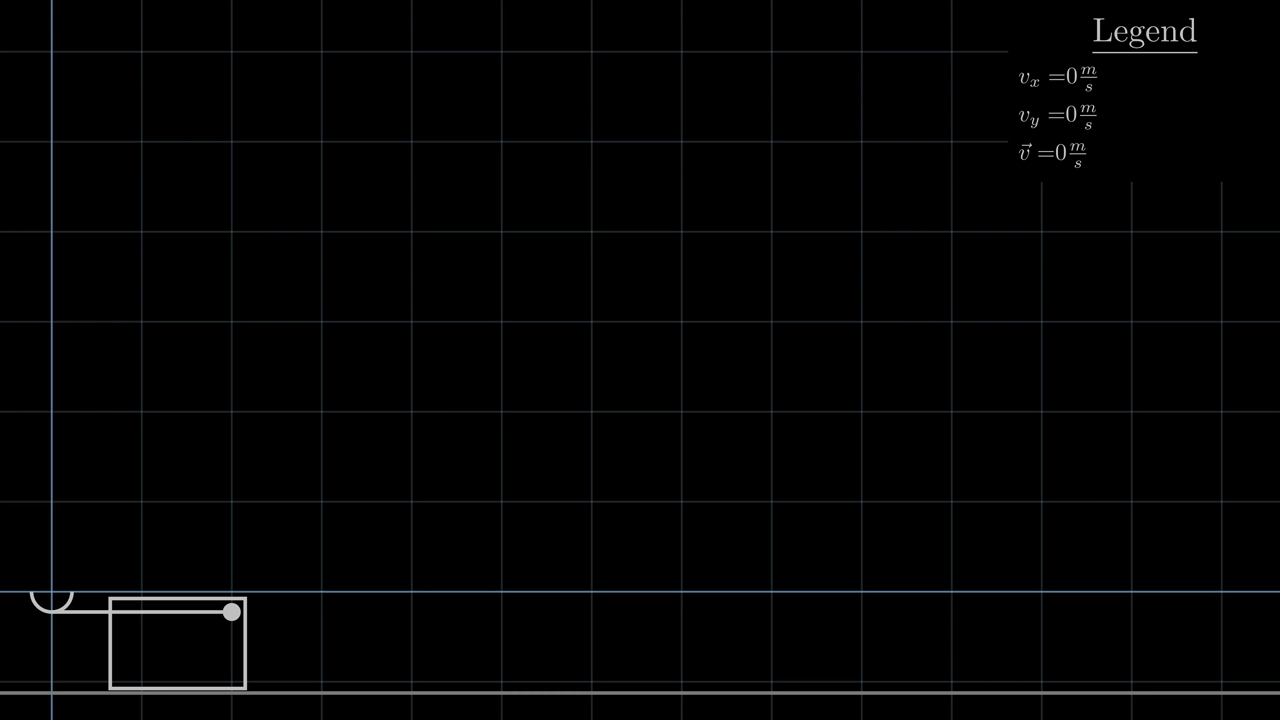 Legend
v_x =0 m/s
v_y =0 m/s
v⃗ =0 m/s